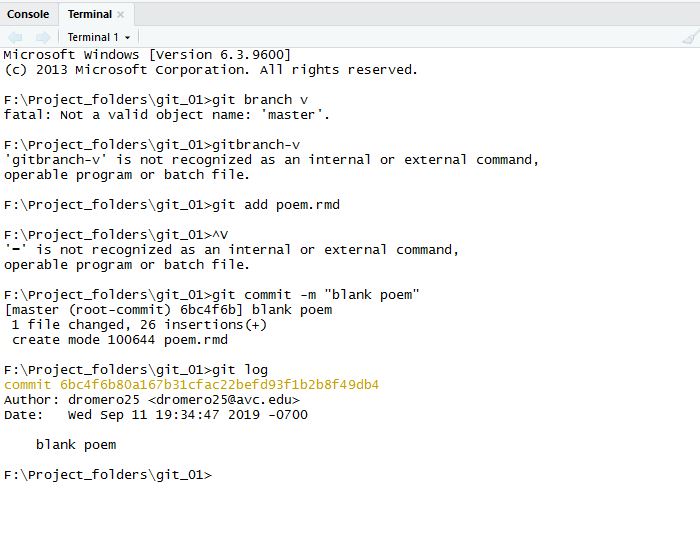 Console
Terminal
Terminal 1
Microsoft Windows [Version 6.3.9600]
(c) 2013 Microsoft Corporation. All rights reserved.
F:\Project_folders\git_01>git branch v
fatal: Not a valid object name: 'master'.
F:\Project_folders\git_01>gitbranch-v
'gitbranch-v' is not recognized as an internal or external command,
operable program or batch file.
F:\Project_folders\git_01>git add poem.rmd
F:\Project_folders\git_01>^V
'-' is not recognized as an internal or external command,
operable program or batch file.
F:\Project_folders\git_01>git commit -m "blank poem"
[master (root-commit) 6bc4f6b] blank poem
1 file changed, 26 insertions(+)
create mode 100644 poem.rmd
F:\Project_folders\git_01>git log
commit 6bc4f6b80a167b31cfac22befd93f1b2b8f49db4
Author: dromero25 <dromero25@avc.edu>
Date:   Wed Sep 11 19:34:47 2019 -0700
blank poem
F:\Project_folders\git_01>